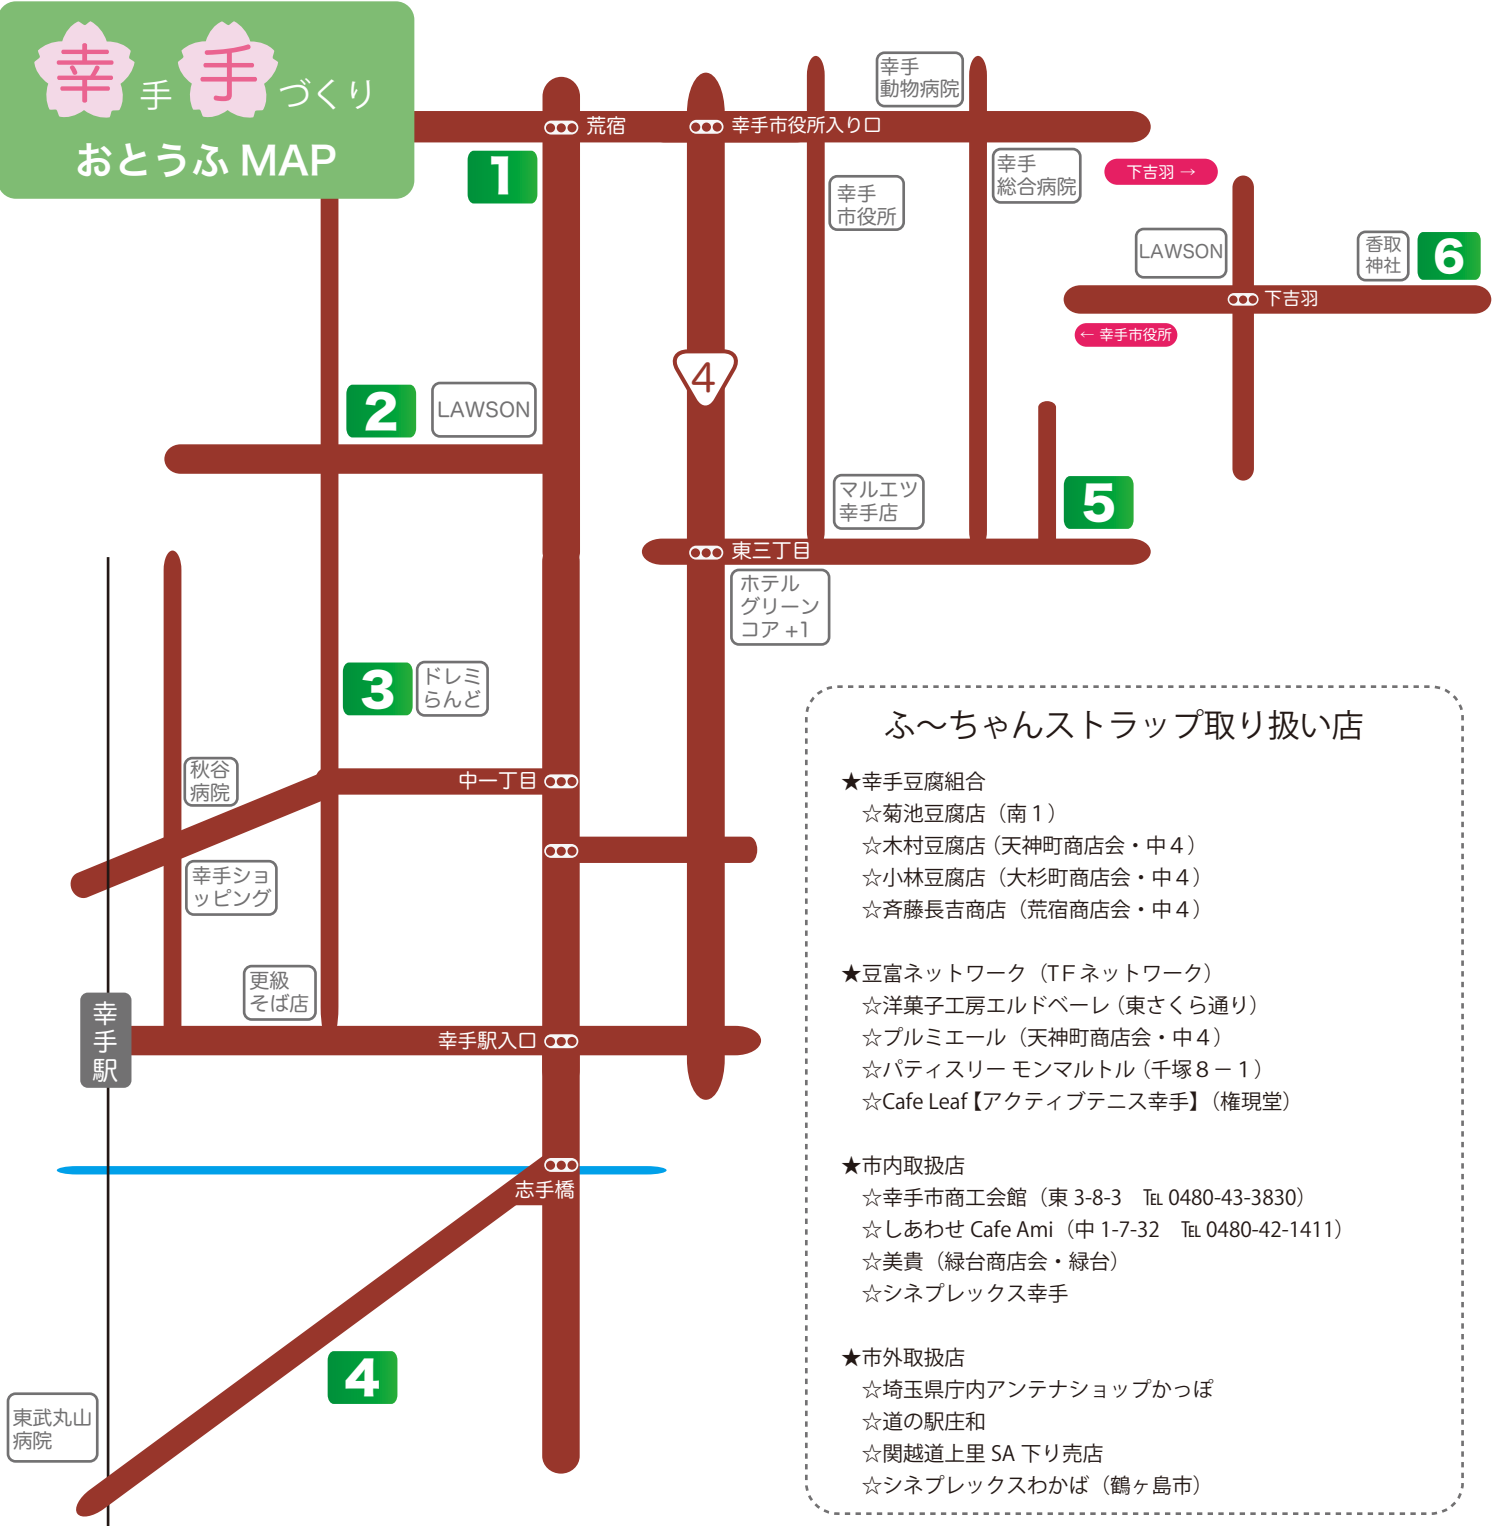 幸手手づくり
おとうふ MAP
荒宿
幸手市役所入り口
幸手
動物病院
1
幸手
市役所
幸手
総合病院
下吉羽 →
LAWSON
香取
神社
6
下吉羽
← 幸手市役所
4
2
LAWSON
マルエツ
幸手店
5
東三丁目
ホテル
グリーン
コア +1
3
ドレミ
らんど
秋谷
病院
中一丁目
幸手ショ
ッピング
更級
そば店
幸手駅
幸手駅入口
志手橋
4
東武丸山
病院
ふ〜ちゃんストラップ取り扱い店
★幸手豆腐組合
☆菊池豆腐店（南１）
☆木村豆腐店（天神町商店会・中４）
☆小林豆腐店（大杉町商店会・中４）
☆斉藤長吉商店（荒宿商店会・中４）
★豆富ネットワーク（ＴＦネットワーク）
☆洋菓子工房エルドベーレ（東さくら通り）
☆プルミエール（天神町商店会・中４）
☆パティスリー モンマルトル（千塚８－１）
☆Cafe Leaf【アクティブテニス幸手】（権現堂）
★市内取扱店
☆幸手市商工会館（東 3-8-3　℡ 0480-43-3830）
☆しあわせ Cafe Ami（中 1-7-32　℡ 0480-42-1411）
☆美貴（緑台商店会・緑台）
☆シネプレックス幸手
★市外取扱店
☆埼玉県庁内アンテナショップかっぽ
☆道の駅庄和
☆関越道上里 SA 下り売店
☆シネプレックスわかば（鶴ヶ島市）